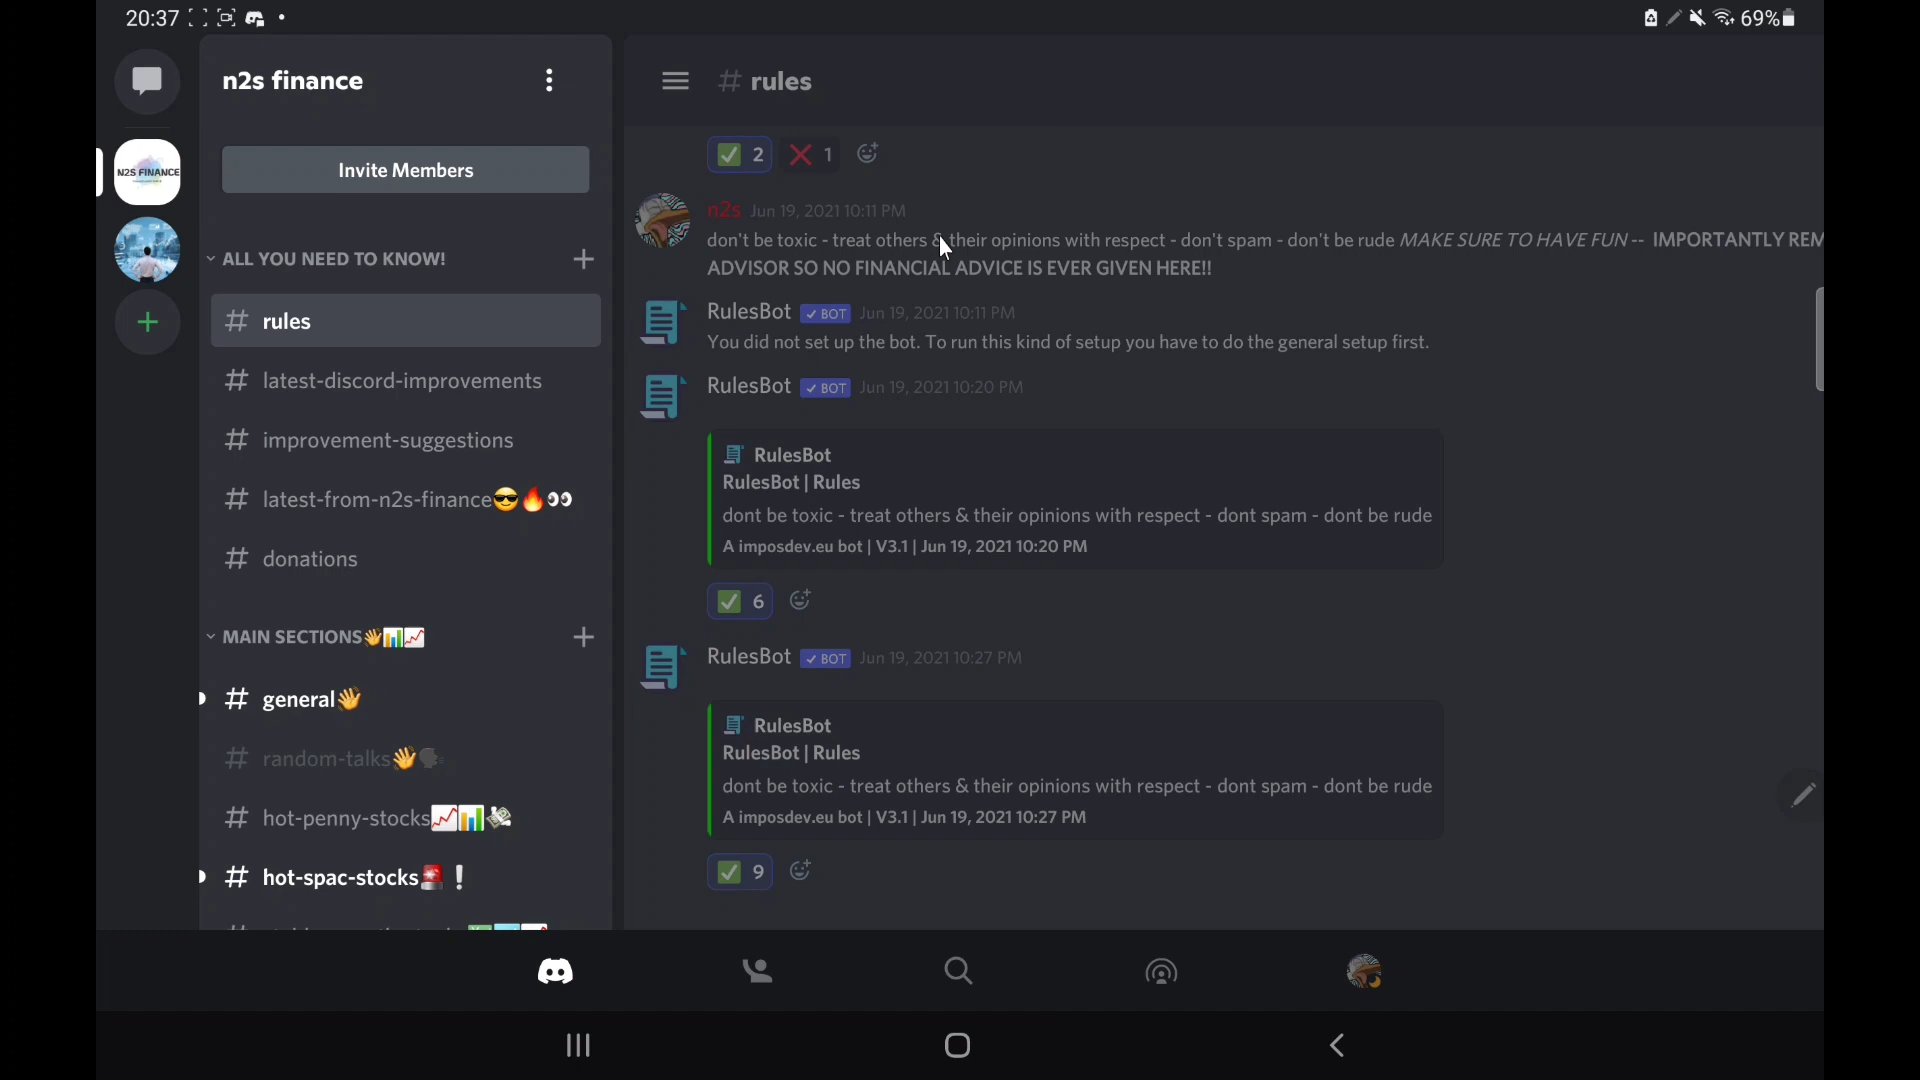 20:37
69%
n2s finance
# rules
Invite Members
N2S FINANCE
ALL YOU NEED TO KNOW!
# rules
# latest-discord-improvements
# improvement-suggestions
# latest-from-n2s-finance😎🔥👀
# donations
MAIN SECTIONS👋📊📈
# general👋
# random-talks👋🗣
# hot-penny-stocks📈📊💸
# hot-spac-stocks🚨❗
✅ 2 ❌ 1
n2s Jun 19, 2021 10:11 PM
don't be toxic - treat others & their opinions with respect - don't spam - don't be rude MAKE SURE TO HAVE FUN -- IMPORTANTLY REM
ADVISOR SO NO FINANCIAL ADVICE IS EVER GIVEN HERE!!
RulesBot ✓ BOT Jun 19, 2021 10:11 PM
You did not set up the bot. To run this kind of setup you have to do the general setup first.
RulesBot ✓ BOT Jun 19, 2021 10:20 PM
RulesBot
RulesBot | Rules
dont be toxic - treat others & their opinions with respect - dont spam - dont be rude
A imposdev.eu bot | V3.1 | Jun 19, 2021 10:20 PM
✅ 6
RulesBot ✓ BOT Jun 19, 2021 10:27 PM
RulesBot
RulesBot | Rules
dont be toxic - treat others & their opinions with respect - dont spam - dont be rude
A imposdev.eu bot | V3.1 | Jun 19, 2021 10:27 PM
✅ 9